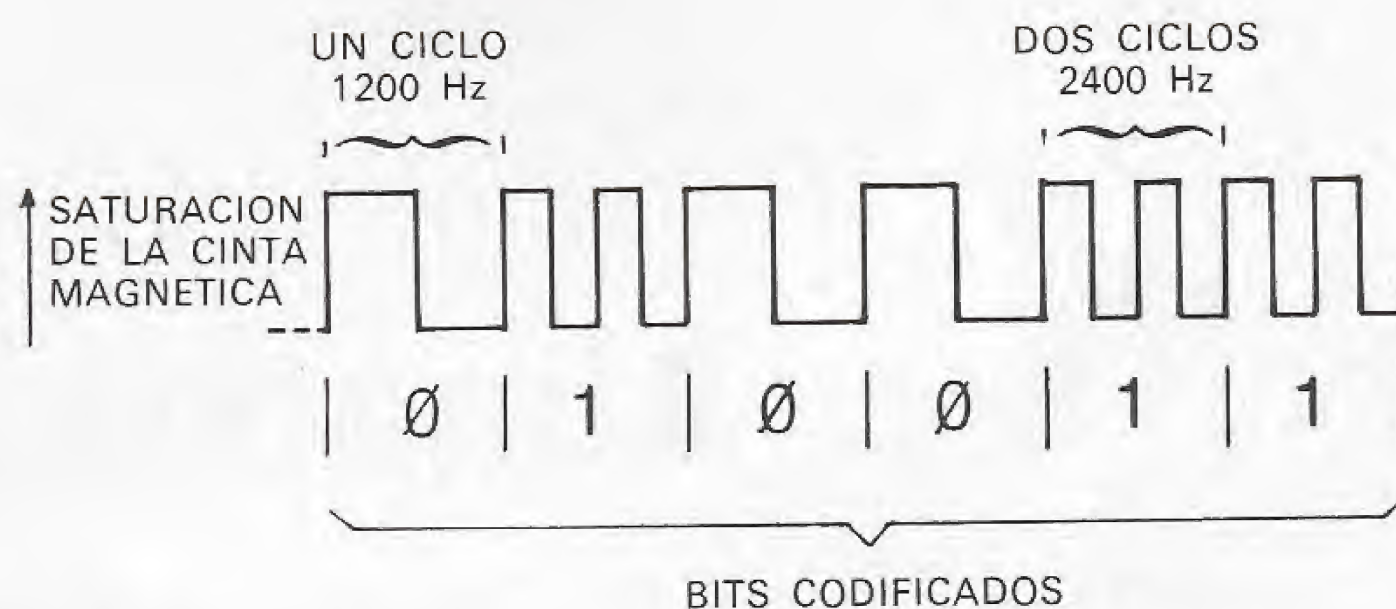 UN CICLO
1200 Hz
DOS CICLOS
2400 Hz
SATURACION
DE LA CINTA
MAGNETICA
| Ø | 1 | Ø | Ø | 1 | 1
BITS CODIFICADOS